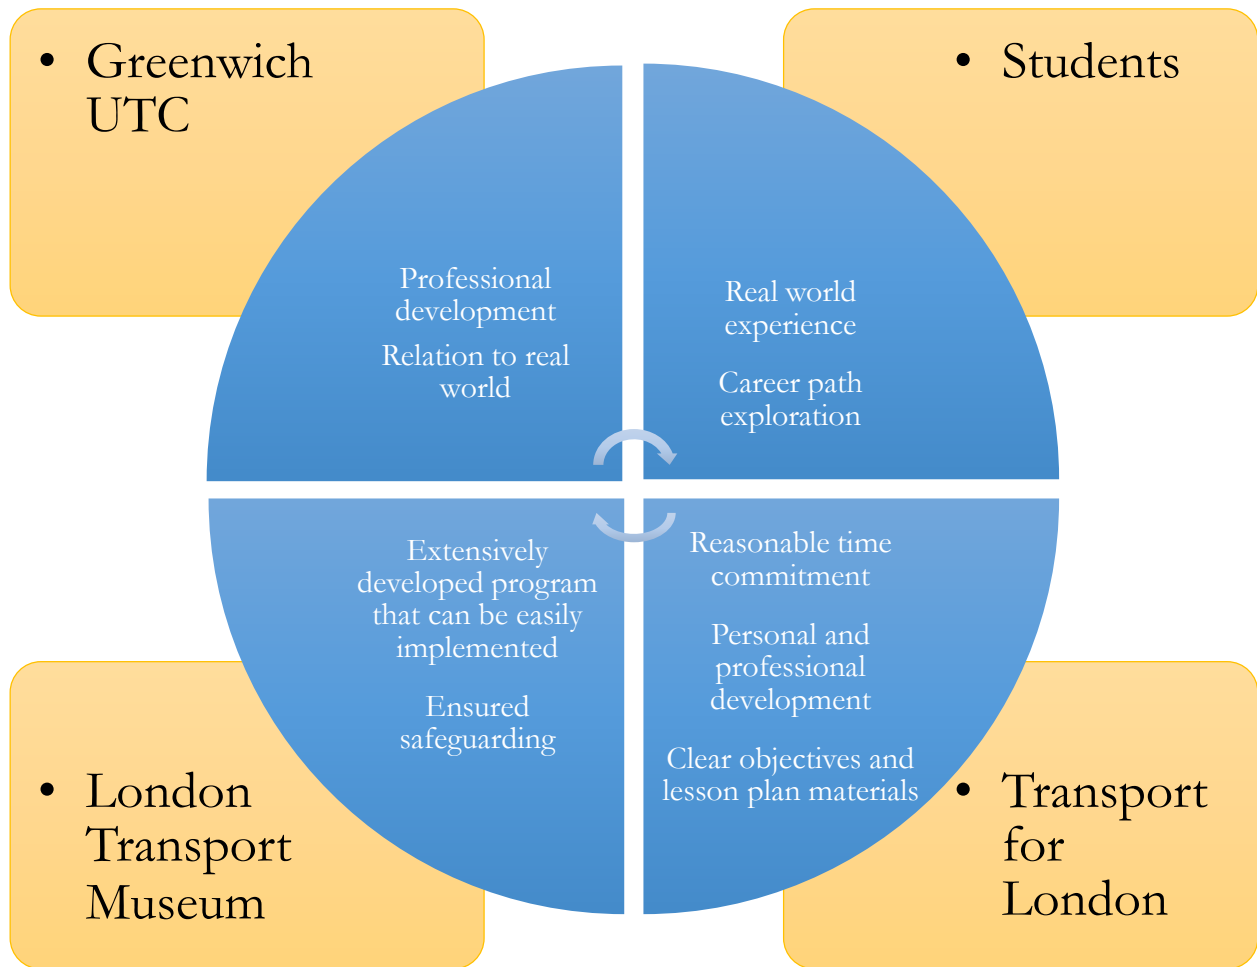 • Greenwich
UTC
• Students
Professional
development
Relation to real
world
Real world
experience
Career path
exploration
Extensively
developed program
that can be easily
implemented
Ensured
safeguarding
Reasonable time
commitment
Personal and
professional
development
Clear objectives and
lesson plan materials
• London
Transport
Museum
• Transport
for
London